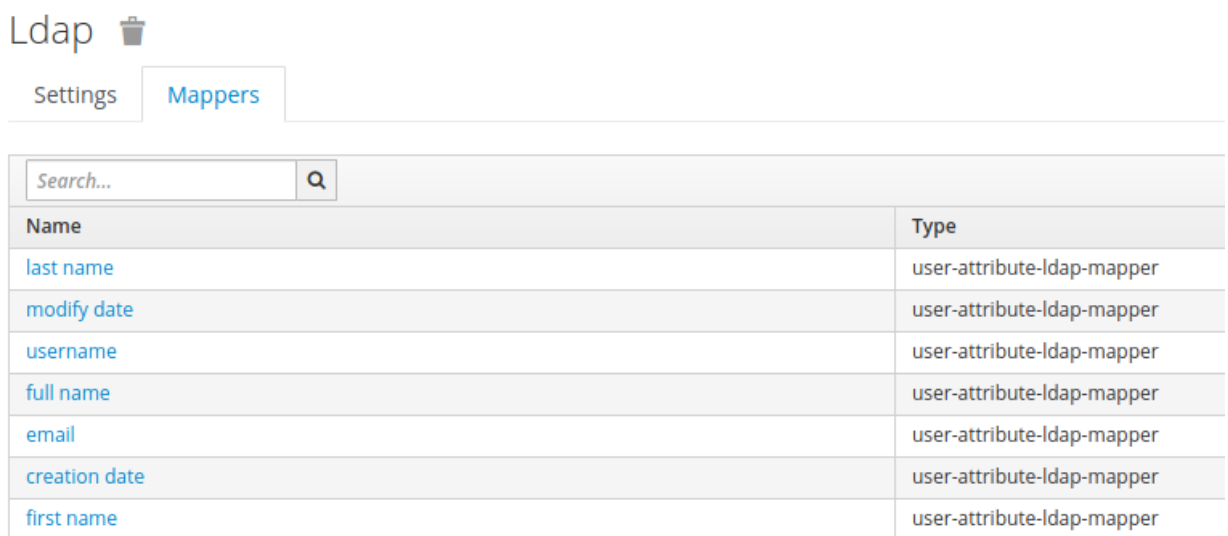 Ldap
Settings Mappers
Search...
Name Type
last name user-attribute-ldap-mapper
modify date user-attribute-ldap-mapper
username user-attribute-ldap-mapper
full name user-attribute-ldap-mapper
email user-attribute-ldap-mapper
creation date user-attribute-ldap-mapper
first name user-attribute-ldap-mapper